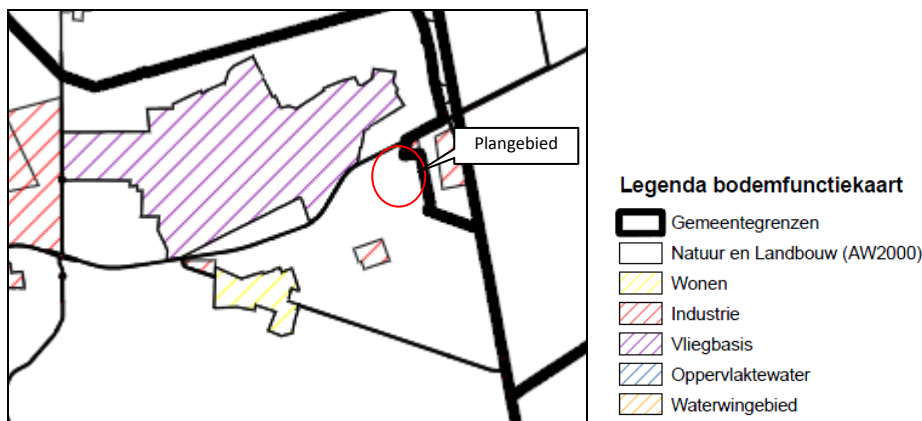 Plangebied
Legenda bodemfunctiekaart
Gemeentegrenzen
Natuur en Landbouw (AW2000)
Wonen
Industrie
Vliegbasis
Oppervlaktewater
Waterwingebied